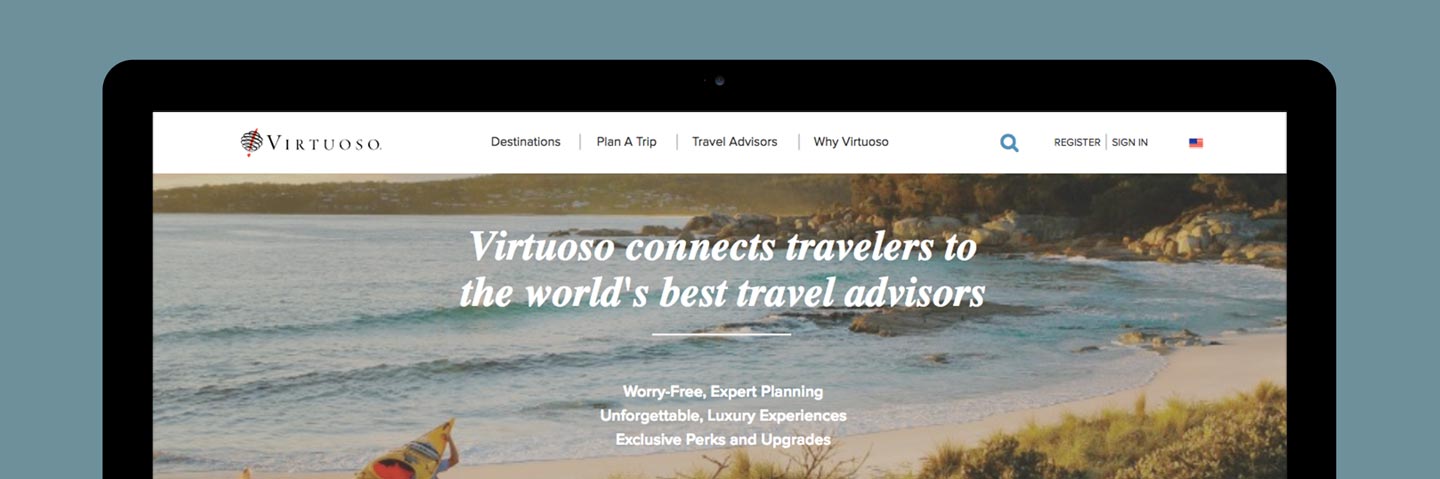 VIRTUOSO.
Destinations
Plan A Trip
Travel Advisors
Why Virtuoso
REGISTER
SIGN IN
Virtuoso connects travelers to
the world's best travel advisors
Worry-Free, Expert Planning
Unforgettable, Luxury Experiences
Exclusive Perks and Upgrades